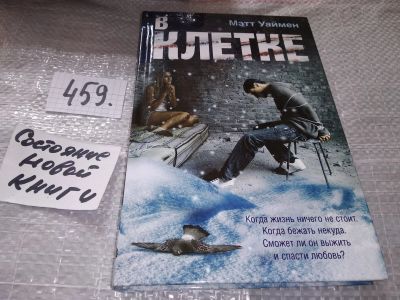 Мэтт Уаймен
В
КЛЕТКЕ
459.
Состояние
новой
книги
Когда жизнь ничего не стоит.
Когда бежать некуда.
Сможет ли он выжить
и спасти любовь?